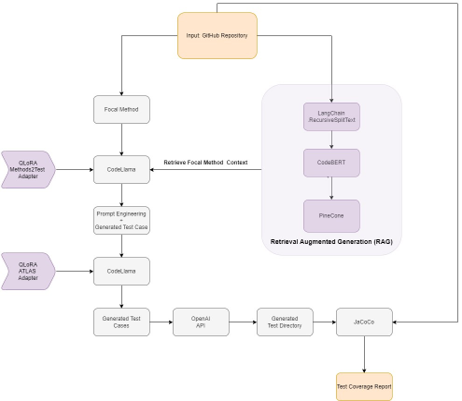 Input: GitHub Repository
Focal Method
LangChain
RecursiveSplitText
QLoRA
Methods2Test
Adapter
CodeLlama
Retrieve Focal Method Context
CodeBERT
Prompt Engineering
+
Generated Test Case
PineCone
Retrieval Augmented Generation (RAG)
QLoRA
ATLAS
Adapter
CodeLlama
Generated Test
Cases
OpenAI
API
Generated
Test Directory
JaCoCo
Test Coverage Report